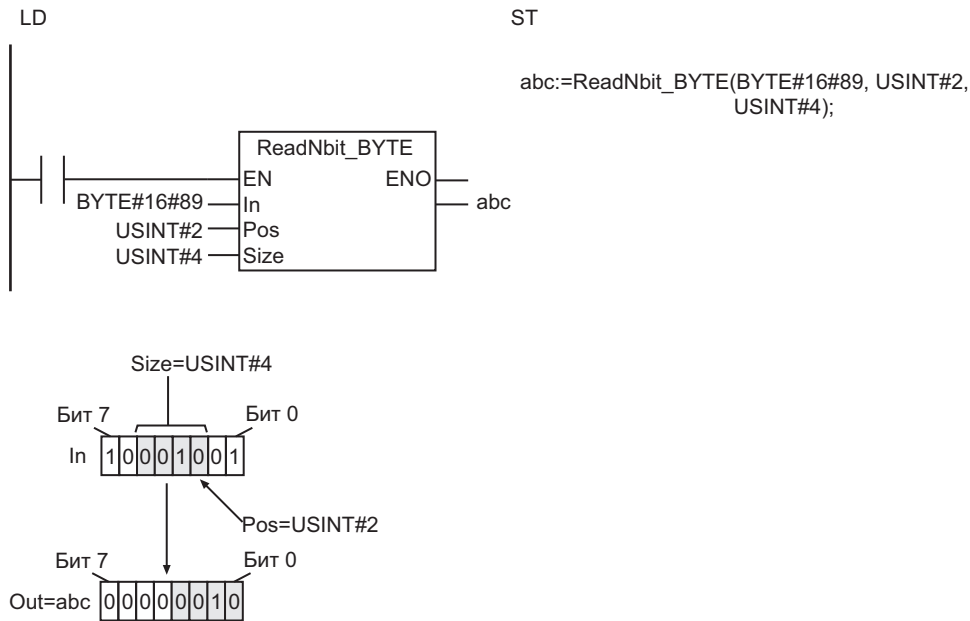 LD
ST
abc:=ReadNbit_BYTE(BYTE#16#89, USINT#2,
USINT#4);
ReadNbit_BYTE
EN ENO
BYTE#16#89 In abc
USINT#2 Pos
USINT#4 Size
Size=USINT#4
Бит 7 Бит 0
In 1 0 0 0 1 0 0 1
Pos=USINT#2
Бит 7 Бит 0
Out=abc 0 0 0 0 0 0 1 0